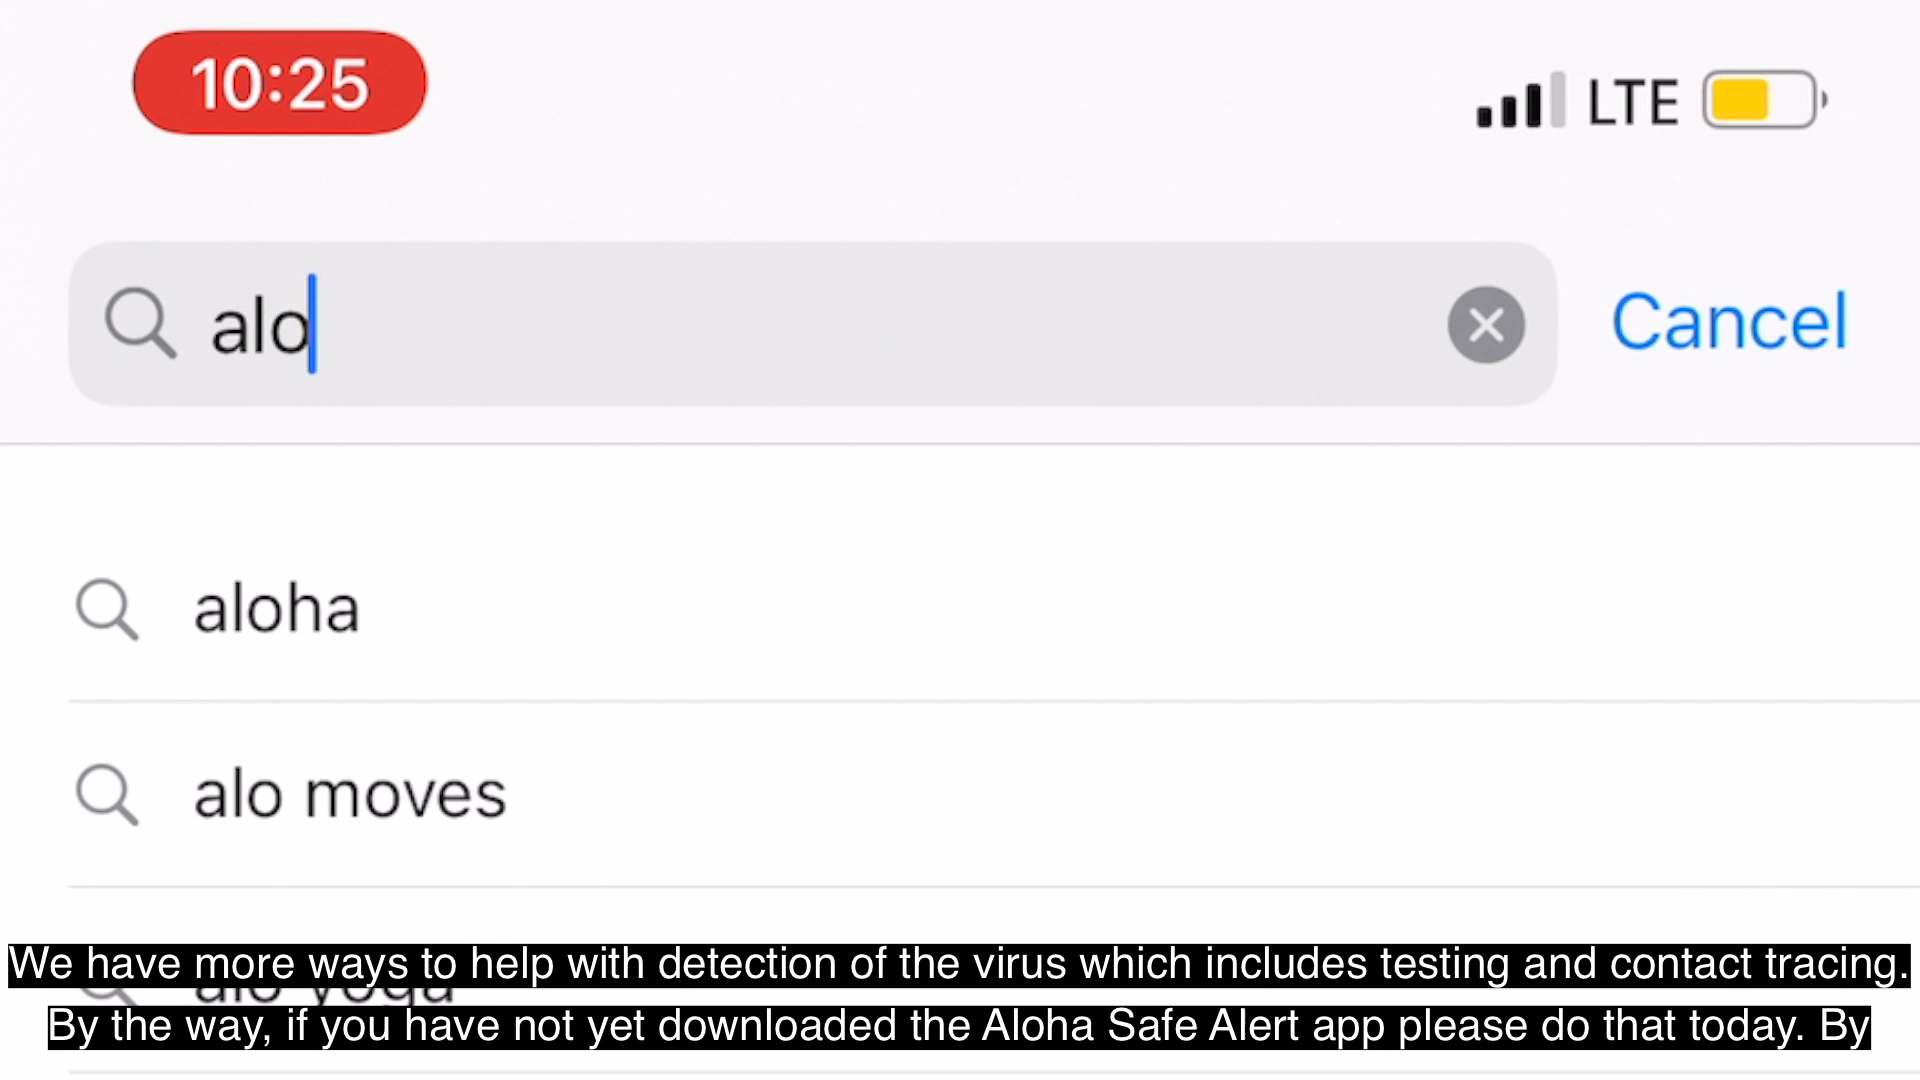 10:25
LTE
alo
Cancel
aloha
alo moves
alo yoga
We have more ways to help with detection of the virus which includes testing and contact tracing.
By the way, if you have not yet downloaded the Aloha Safe Alert app please do that today. By